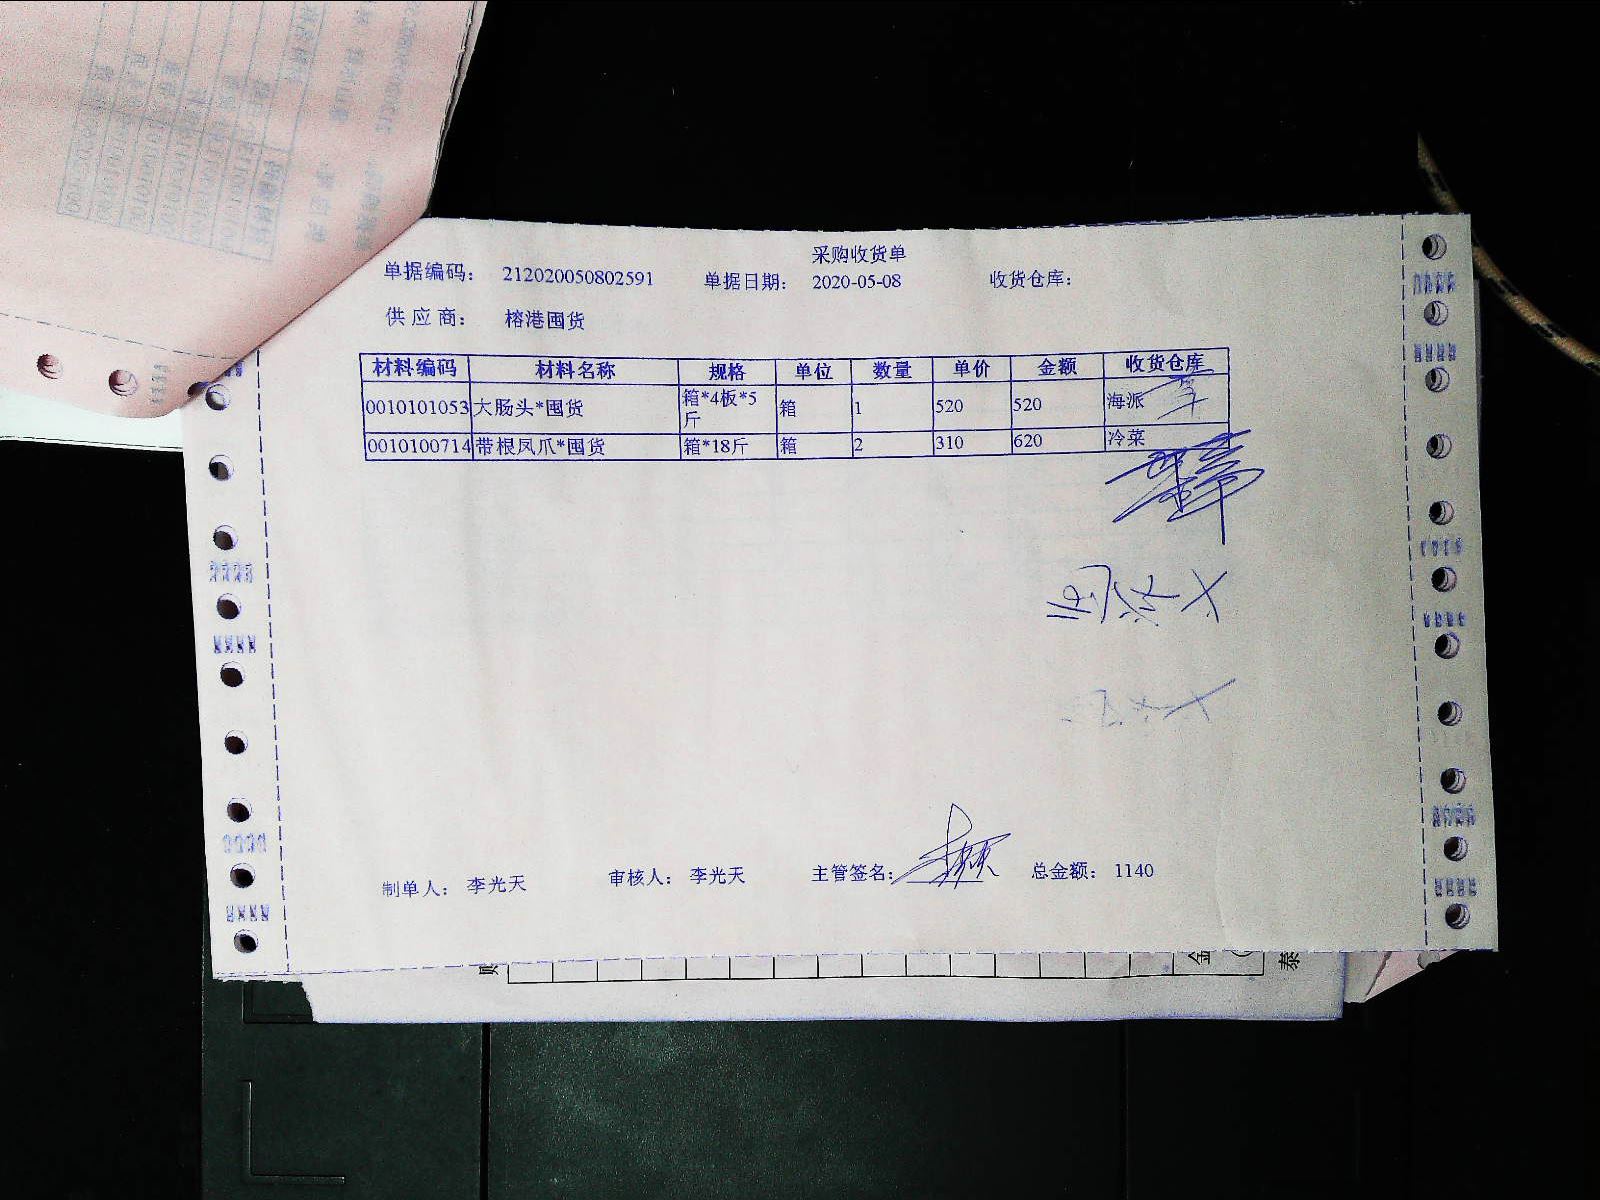 采购收货单
单据编码： 212020050802591 单据日期： 2020-05-08 收货仓库：
供 应 商： 榕港囤货
材料编码 材料名称 规格 单位 数量 单价 金额 收货仓库
0010101053 大肠头*囤货 箱*4板*5斤 箱 1 520 520 海派
0010100714 带根凤爪*囤货 箱*18斤 箱 2 310 620 冷菜
制单人： 李光天 审核人： 李光天 主管签名： 总金额： 1140
金
泰